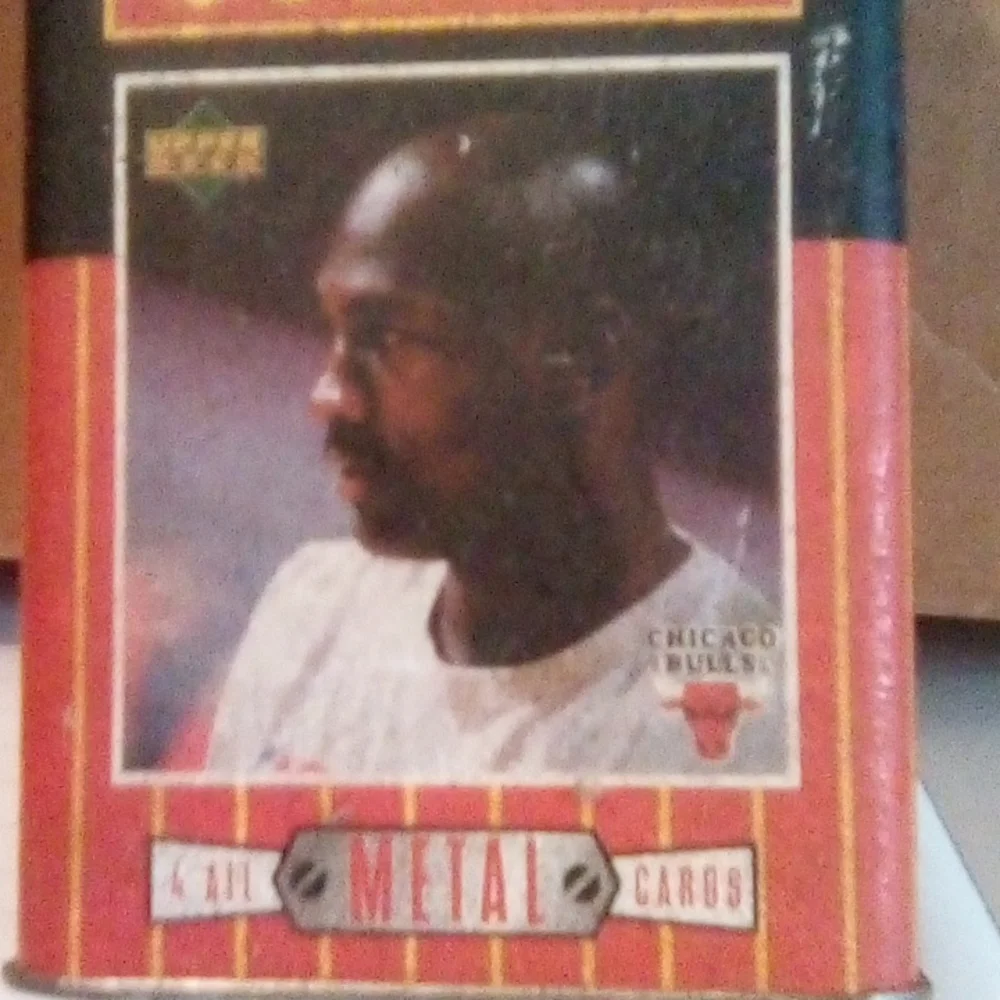 UPPER
DECK
CHICAGO
BULLS
4 ALL METAL CARDS